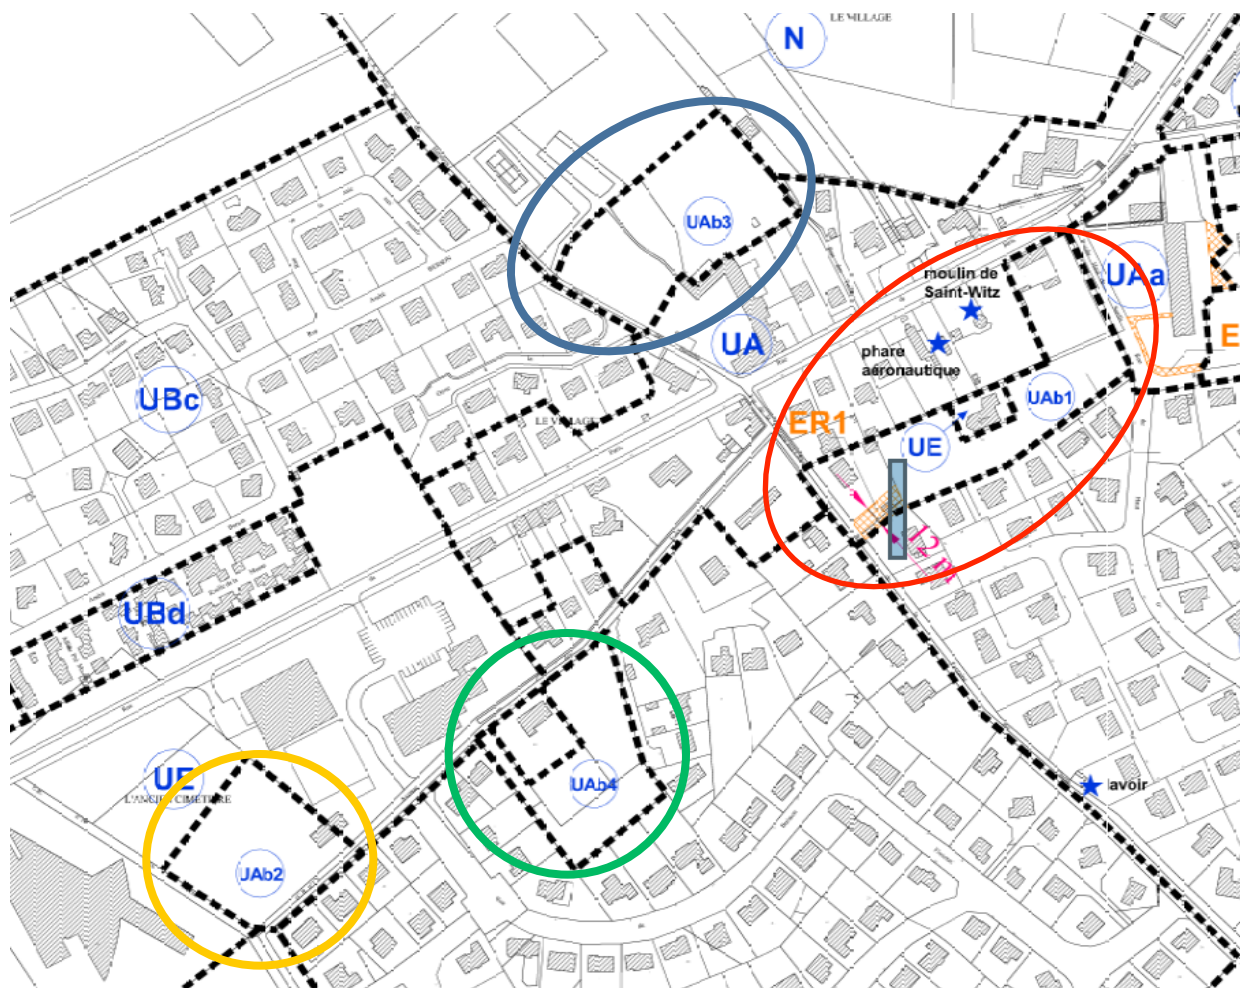 LE VILLAGE
N
UAb3
moulin de
Saint-Witz
UAa
UA
phare
aéronautique
E
UBc
UAb1
LE VILLAGE
ER1
UE
12 m
UBd
UE
L'ANCIEN CIMETIERE
UAb4
lavoir
UAb2